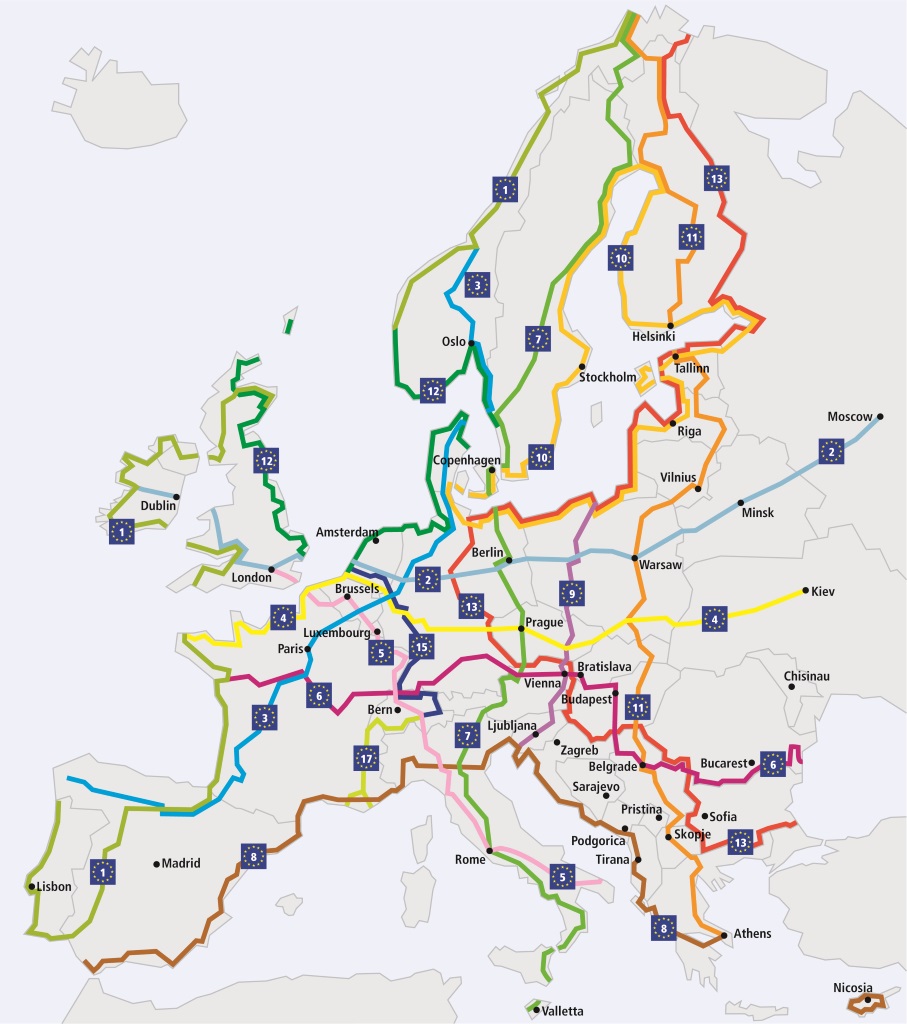 1
13
11
10
3
7
Oslo
Helsinki
Tallinn
Stockholm
12
Moscow
Riga
2
12
Copenhagen
10
Vilnius
Dublin
Minsk
1
Amsterdam
Berlin
Warsaw
London
2
Brussels
9
Kiev
13
4
4
Prague
Luxembourg
15
Paris
5
Bratislava
Vienna
Chisinau
6
Budapest
Bern
11
3
Ljubljana
7
Zagreb
17
Belgrade
Bucarest
6
Sarajevo
Pristina
Sofia
Skopje
Podgorica
13
8
Rome
Tirana
Madrid
1
5
Lisbon
8
Athens
Nicosia
Valletta